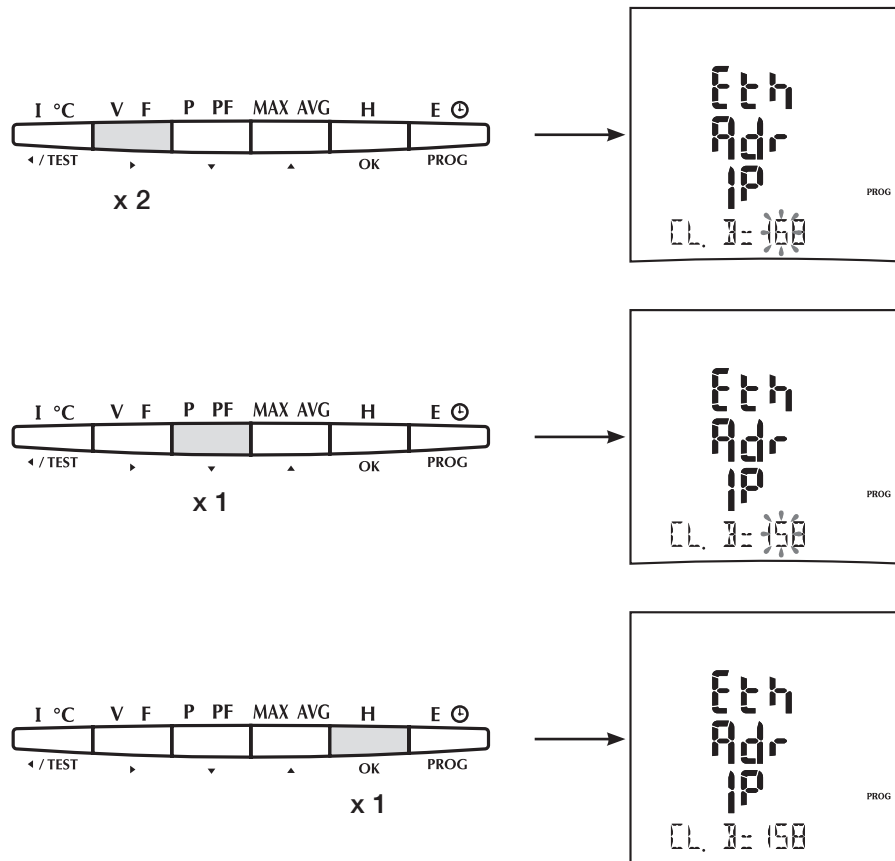 I °C V F P PF MAX AVG H E
/ TEST OK PROG
x 2
Eth
Adr
IP
PROG
CL. 3= 168
I °C V F P PF MAX AVG H E
/ TEST OK PROG
x 1
Eth
Adr
IP
PROG
CL. 3= 158
I °C V F P PF MAX AVG H E
/ TEST OK PROG
x 1
Eth
Adr
IP
PROG
CL. 3= 158